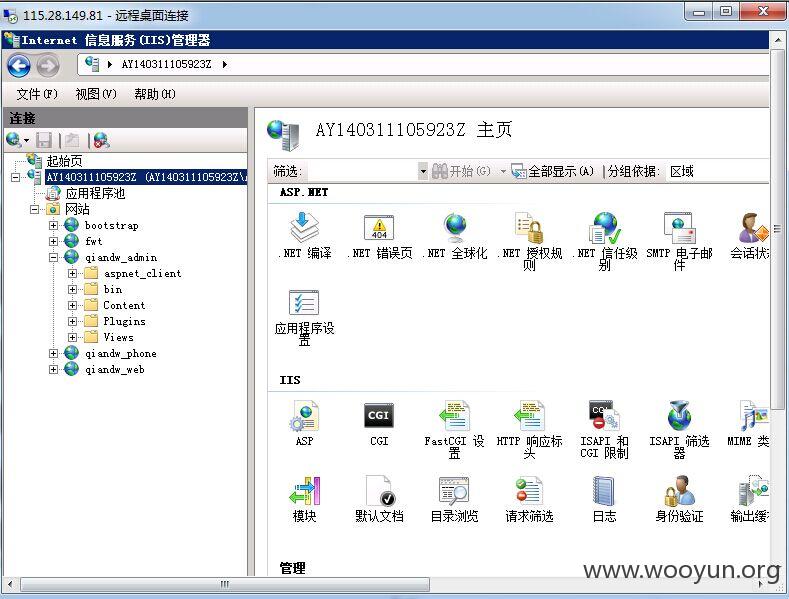 115.28.149.81 - 远程桌面连接
Internet 信息服务(IIS)管理器
AY140311105923Z
文件(F) 视图(V) 帮助(H)
连接
起始页
AY140311105923Z (AY140311105923Z\
应用程序池
网站
bootstrap
fwt
qiandw_admin
aspnet_client
bin
Content
Plugins
Views
qiandw_phone
qiandw_web
AY140311105923Z 主页
筛选: 开始(G) 全部显示(A) 分组依据: 区域
ASP.NET
404
.NET 编译 .NET 错误页 .NET 全球化 .NET 授权规 .NET 信任级 SMTP 电子邮 会话状
则 别 件
应用程序设
置
IIS
CGI
ASP CGI FastCGI 设 HTTP 响应标 ISAPI 和 ISAPI 筛选 MIME 类
置 头 CGI 限制 器
模块 默认文档 目录浏览 请求筛选 日志 身份验证 输出缓
管理
www.wooyun.org